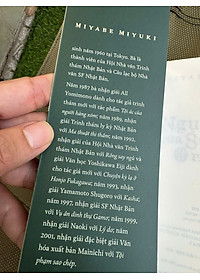 MIYABE MIYUKI
sinh năm 1960 tại Tokyo. Bà là
thành viên của Hội Nhà văn Trinh
thám Nhật Bản và Câu lạc bộ Nhà
văn SF Nhật Bản.
Năm 1987 bà nhận giải All
Yomimono dành cho tác giả trinh
thám mới với tác phẩm Tội ác của
người hàng xóm; năm 1989, nhận
giải Trinh thám ly kỳ Nhật Bản
với Ma thuật thì thầm; năm 1992,
nhận giải Hội Nhà văn Trinh
thám Nhật Bản với Rồng say ngủ và
giải Văn học Yoshikawa Eiji dành
cho tác giả mới với Chuyện kỳ lạ ở
Honjo Fukagawa; năm 1993, nhận
giải Yamamoto Shugoro với Kasha;
năm 1997, nhận giải SF Nhật Bản
với Vụ án dinh thự Gamo; năm 1999,
nhận giải Naoki với Lý do; năm
2001, nhận giải đặc biệt giải Văn
hóa xuất bản Mainichi với Tội
phạm sao chép.